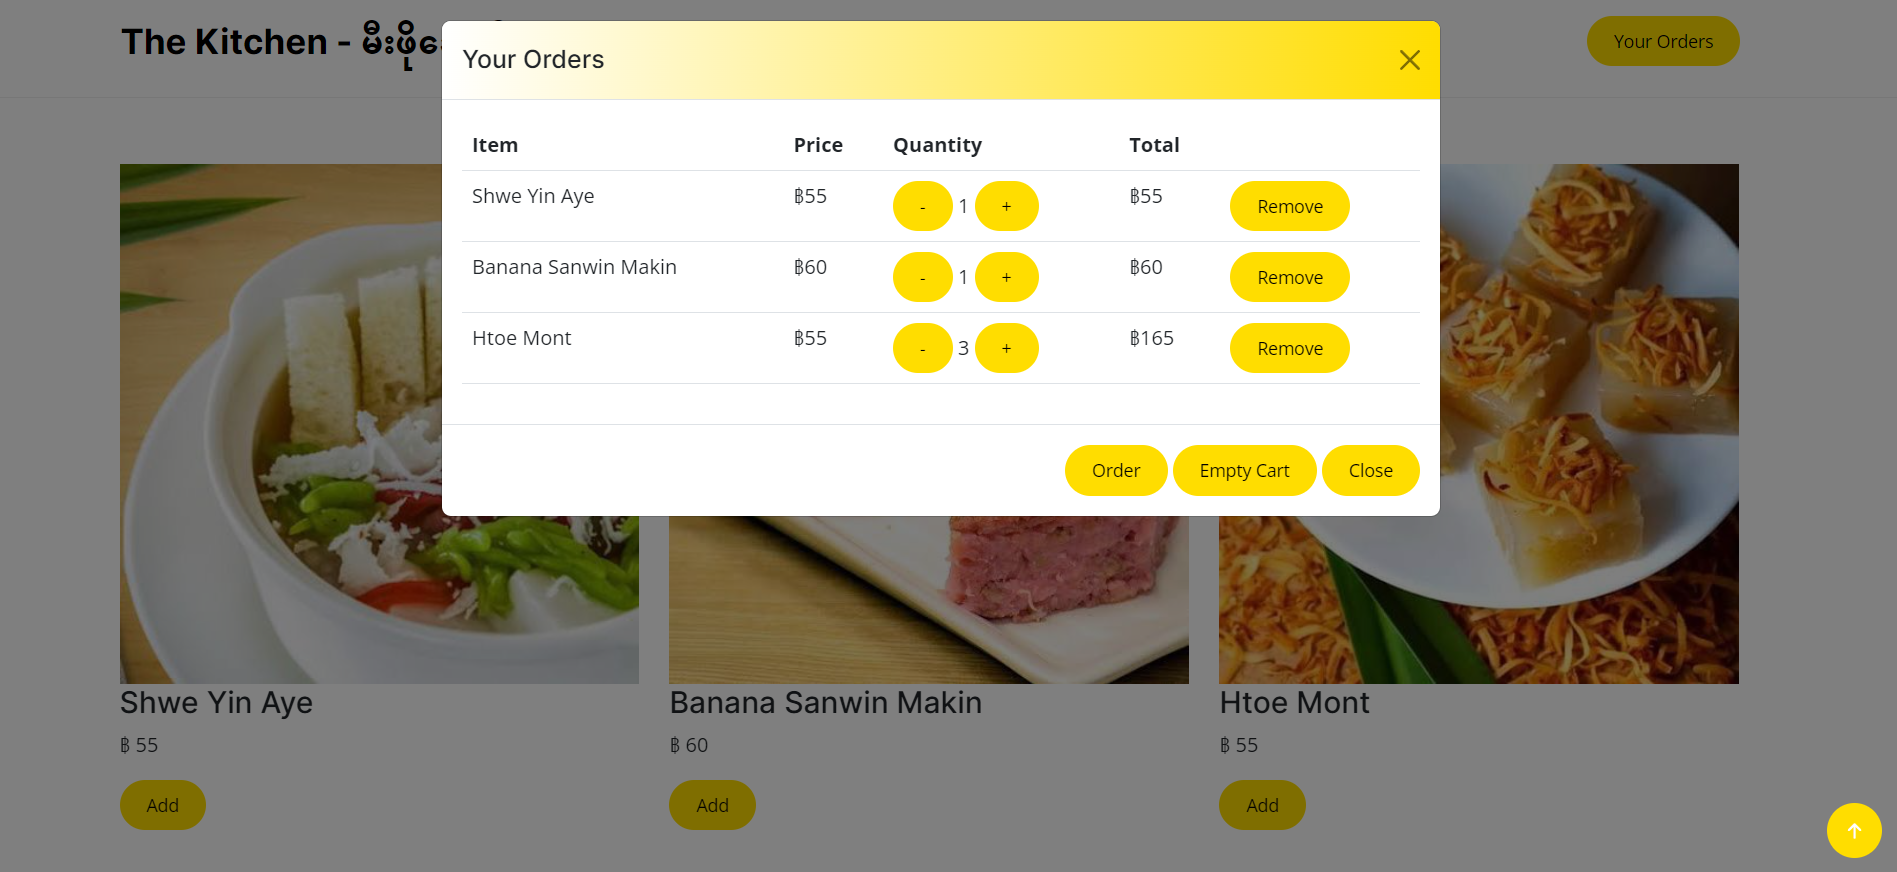 The Kitchen - မီးဖို
Your Orders
Your Orders
Item Price Quantity Total
Shwe Yin Aye ฿55 - 1 + ฿55 Remove
Banana Sanwin Makin ฿60 - 1 + ฿60 Remove
Htoe Mont ฿55 - 3 + ฿165 Remove
Order Empty Cart Close
Shwe Yin Aye Banana Sanwin Makin Htoe Mont
฿ 55 ฿ 60 ฿ 55
Add Add Add